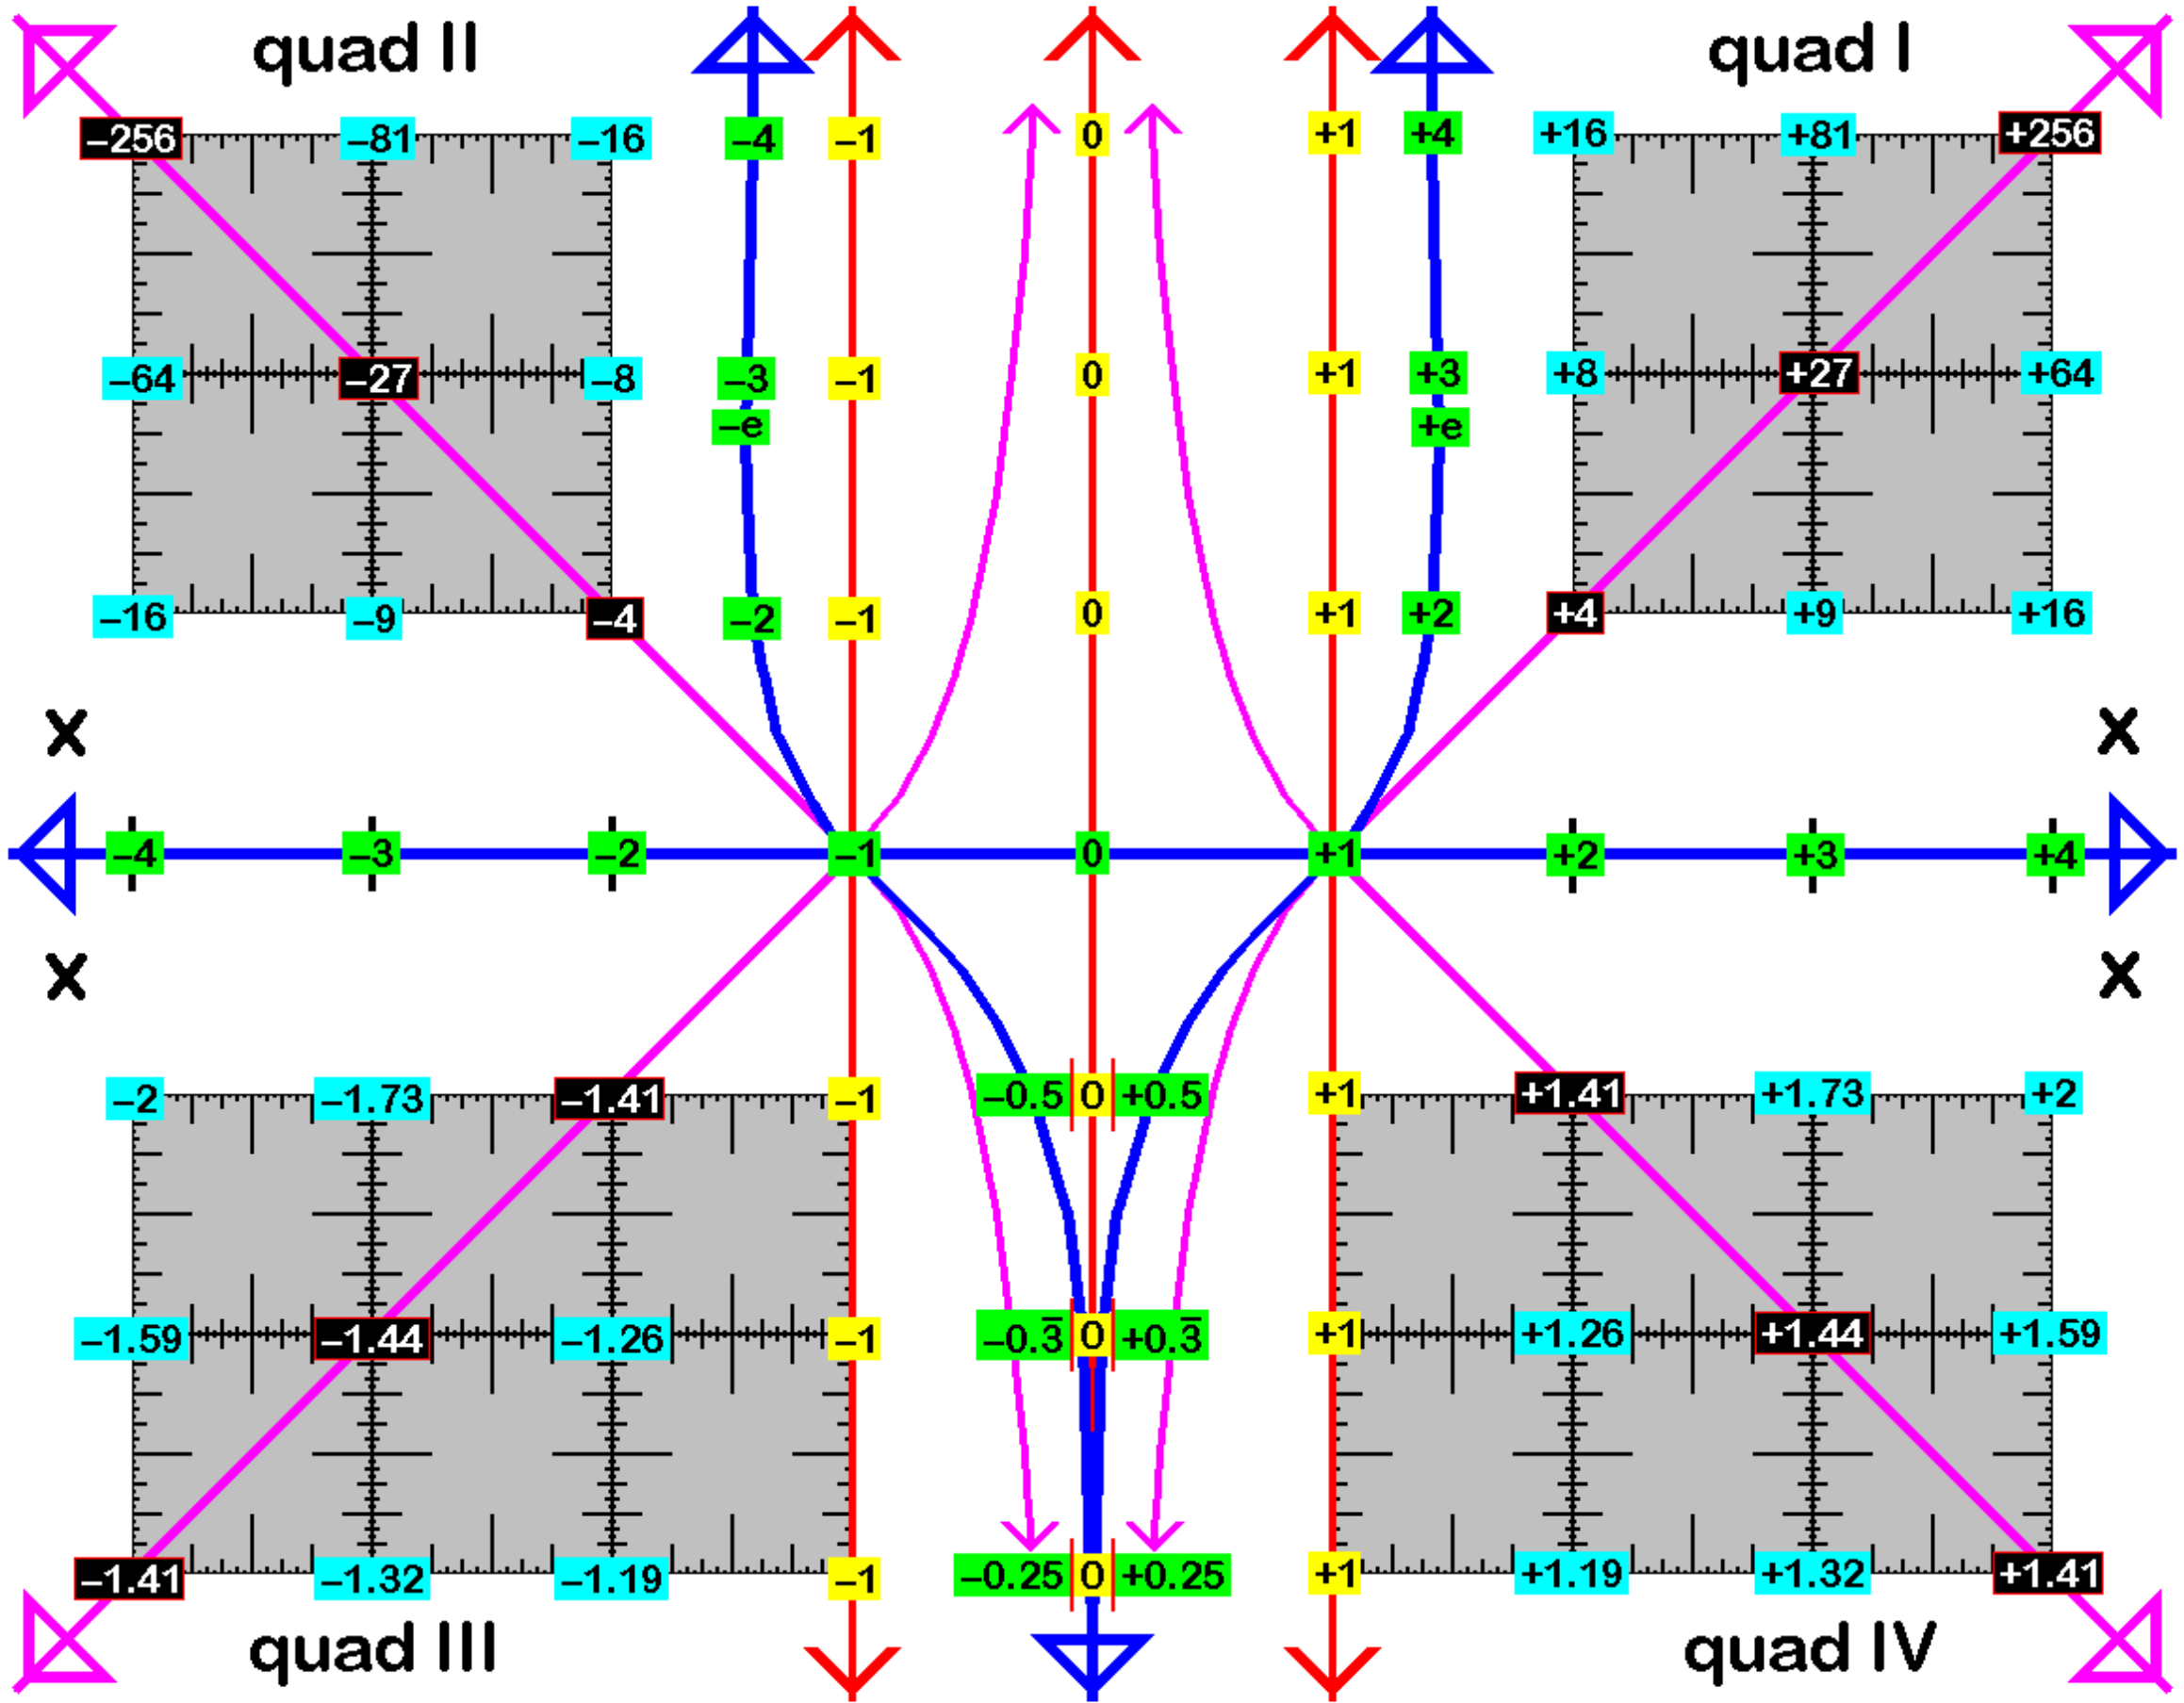 quad II quad I
−256 −81 −16 −4 −1 0 +1 +4 +16 +81 +256
−64 −27 −8 −3 −1 0 +1 +3 +8 +27 +64
−e +e
−16 −9 −4 −2 −1 0 +1 +2 +4 +9 +16
x x
−4 −3 −2 −1 0 +1 +2 +3 +4
x x
−2 −1.73 −1.41 −1 −0.5 0 +0.5 +1 +1.41 +1.73 +2
−1.59 −1.44 −1.26 −1 −0.3̅ 0 +0.3̅ +1 +1.26 +1.44 +1.59
−1.41 −1.32 −1.19 −1 −0.25 0 +0.25 +1 +1.19 +1.32 +1.41
quad III quad IV